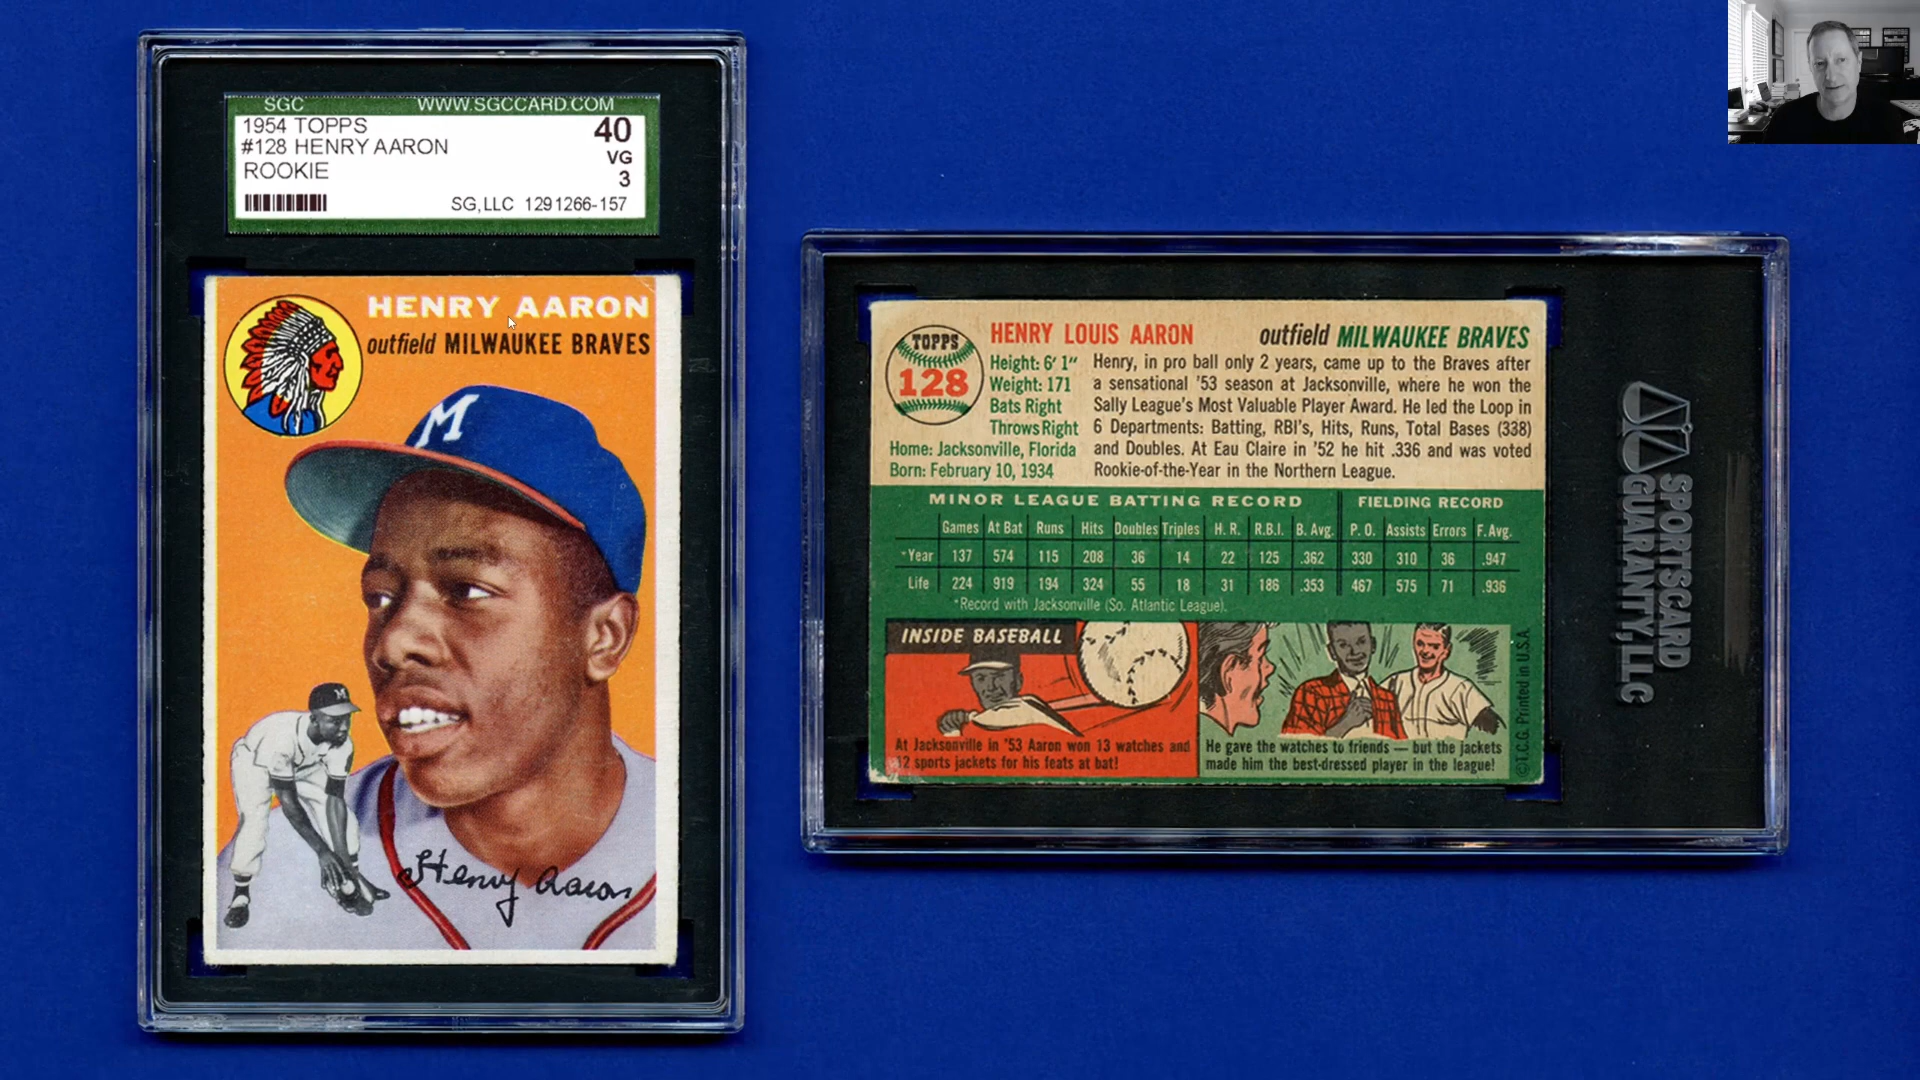 SGC WWW.SGCCARD.COM
1954 TOPPS 40
#128 HENRY AARON VG
ROOKIE 3
SG,LLC 1291266-157
HENRY AARON
outfield MILWAUKEE BRAVES
M
M
Henry Aaron
TOPPS
128
HENRY LOUIS AARON outfield MILWAUKEE BRAVES
Height: 6' 1"
Weight: 171
Bats Right
Throws Right
Home: Jacksonville, Florida
Born: February 10, 1934
Henry, in pro ball only 2 years, came up to the Braves after
a sensational '53 season at Jacksonville, where he won the
Sally League's Most Valuable Player Award. He led the Loop in
6 Departments: Batting, RBI's, Hits, Runs, Total Bases (338)
and Doubles. At Eau Claire in '52 he hit .336 and was voted
Rookie-of-the-Year in the Northern League.
MINOR LEAGUE BATTING RECORD FIELDING RECORD
Games At Bat Runs Hits Doubles Triples H. R. R.B.I. B. Avg. P. O. Assists Errors F. Avg.
*Year 137 574 115 208 36 14 22 125 .362 330 310 36 .947
Life 224 919 194 324 55 18 31 186 .353 467 575 71 .936
*Record with Jacksonville (So. Atlantic League).
INSIDE BASEBALL
At Jacksonville in '53 Aaron won 13 watches and
12 sports jackets for his feats at bat!
He gave the watches to friends — but the jackets
made him the best-dressed player in the league!
©T.C.G. Printed in U.S.A.
SPORTSCARD
GUARANTY, LLC